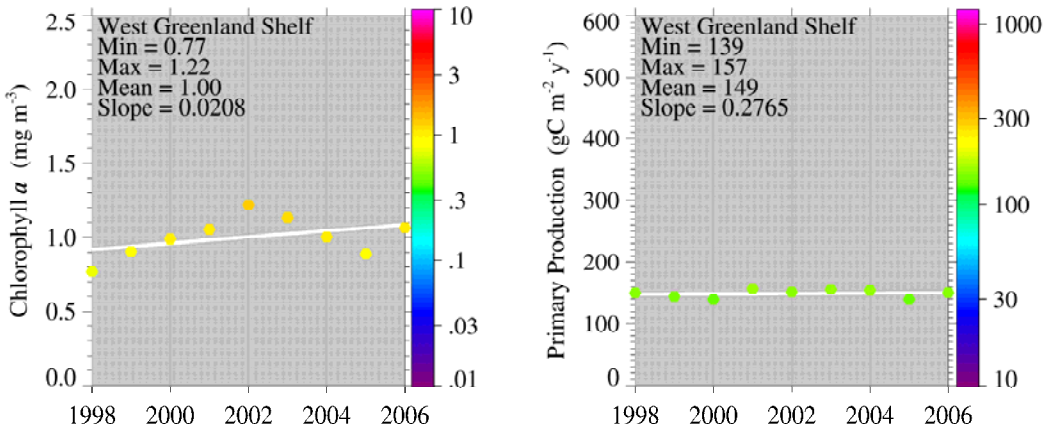 2.5
2.0
1.5
1.0
0.5
0.0
Chlorophyll a (mg m-3)
West Greenland Shelf
Min = 0.77
Max = 1.22
Mean = 1.00
Slope = 0.0208
1998 2000 2002 2004 2006
10
3
1
.3
.1
.03
.01
600
500
400
300
200
100
0
Primary Production (gC m-2 y-1)
West Greenland Shelf
Min = 139
Max = 157
Mean = 149
Slope = 0.2765
1998 2000 2002 2004 2006
1000
300
100
30
10